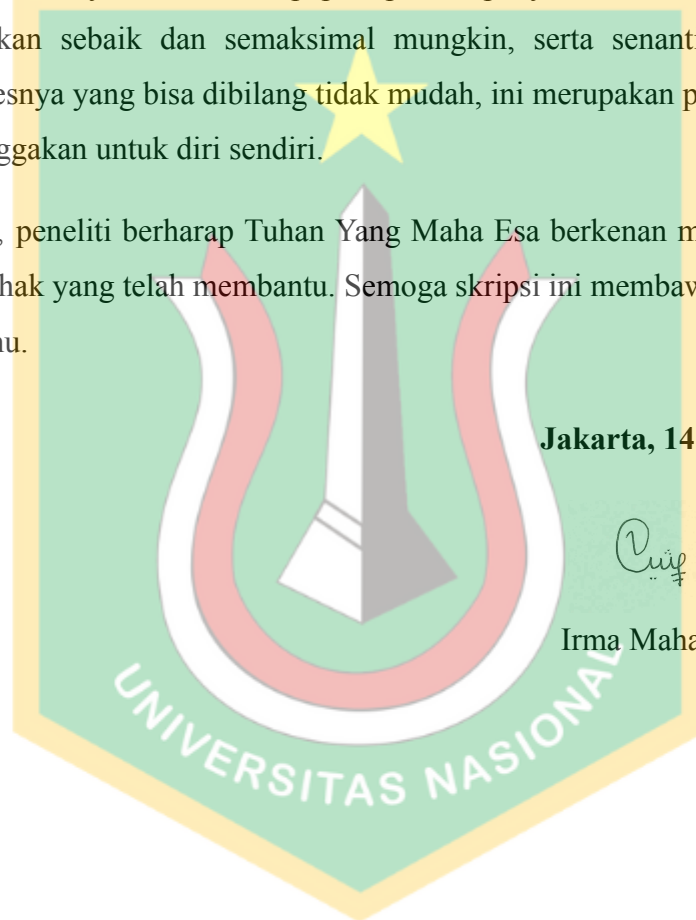 kan sebaik dan semaksimal mungkin, serta senanti
esnya yang bisa dibilang tidak mudah, ini merupakan p
ggakan untuk diri sendiri.
, peneliti berharap Tuhan Yang Maha Esa berkenan m
hak yang telah membantu. Semoga skripsi ini membaw
nu.
Jakarta, 14
Irma Maha
UNIVERSITAS NASIONAL